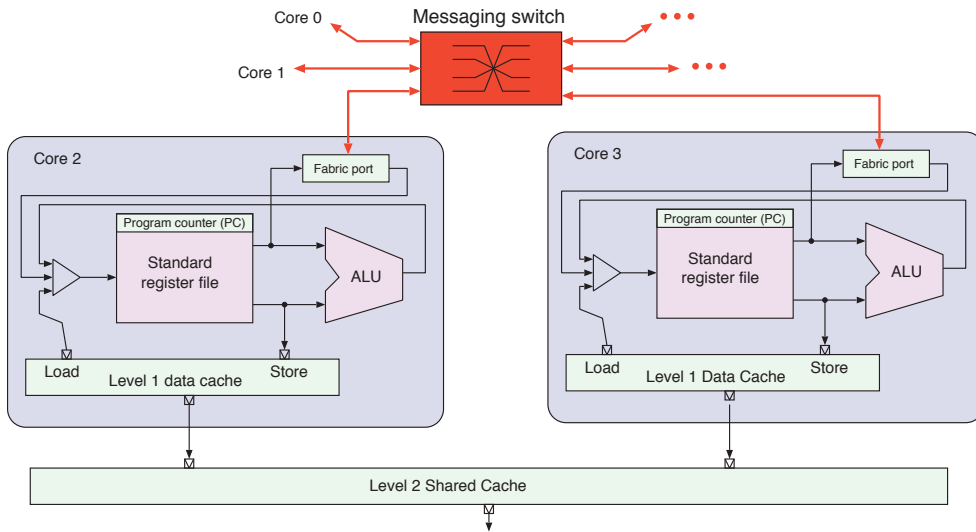 Messaging switch
Core 0
Core 1
Core 2
Fabric port
Program counter (PC)
Standard
register file
ALU
Load
Store
Level 1 data cache
Core 3
Fabric port
Program counter (PC)
Standard
register file
ALU
Load
Store
Level 1 Data Cache
Level 2 Shared Cache